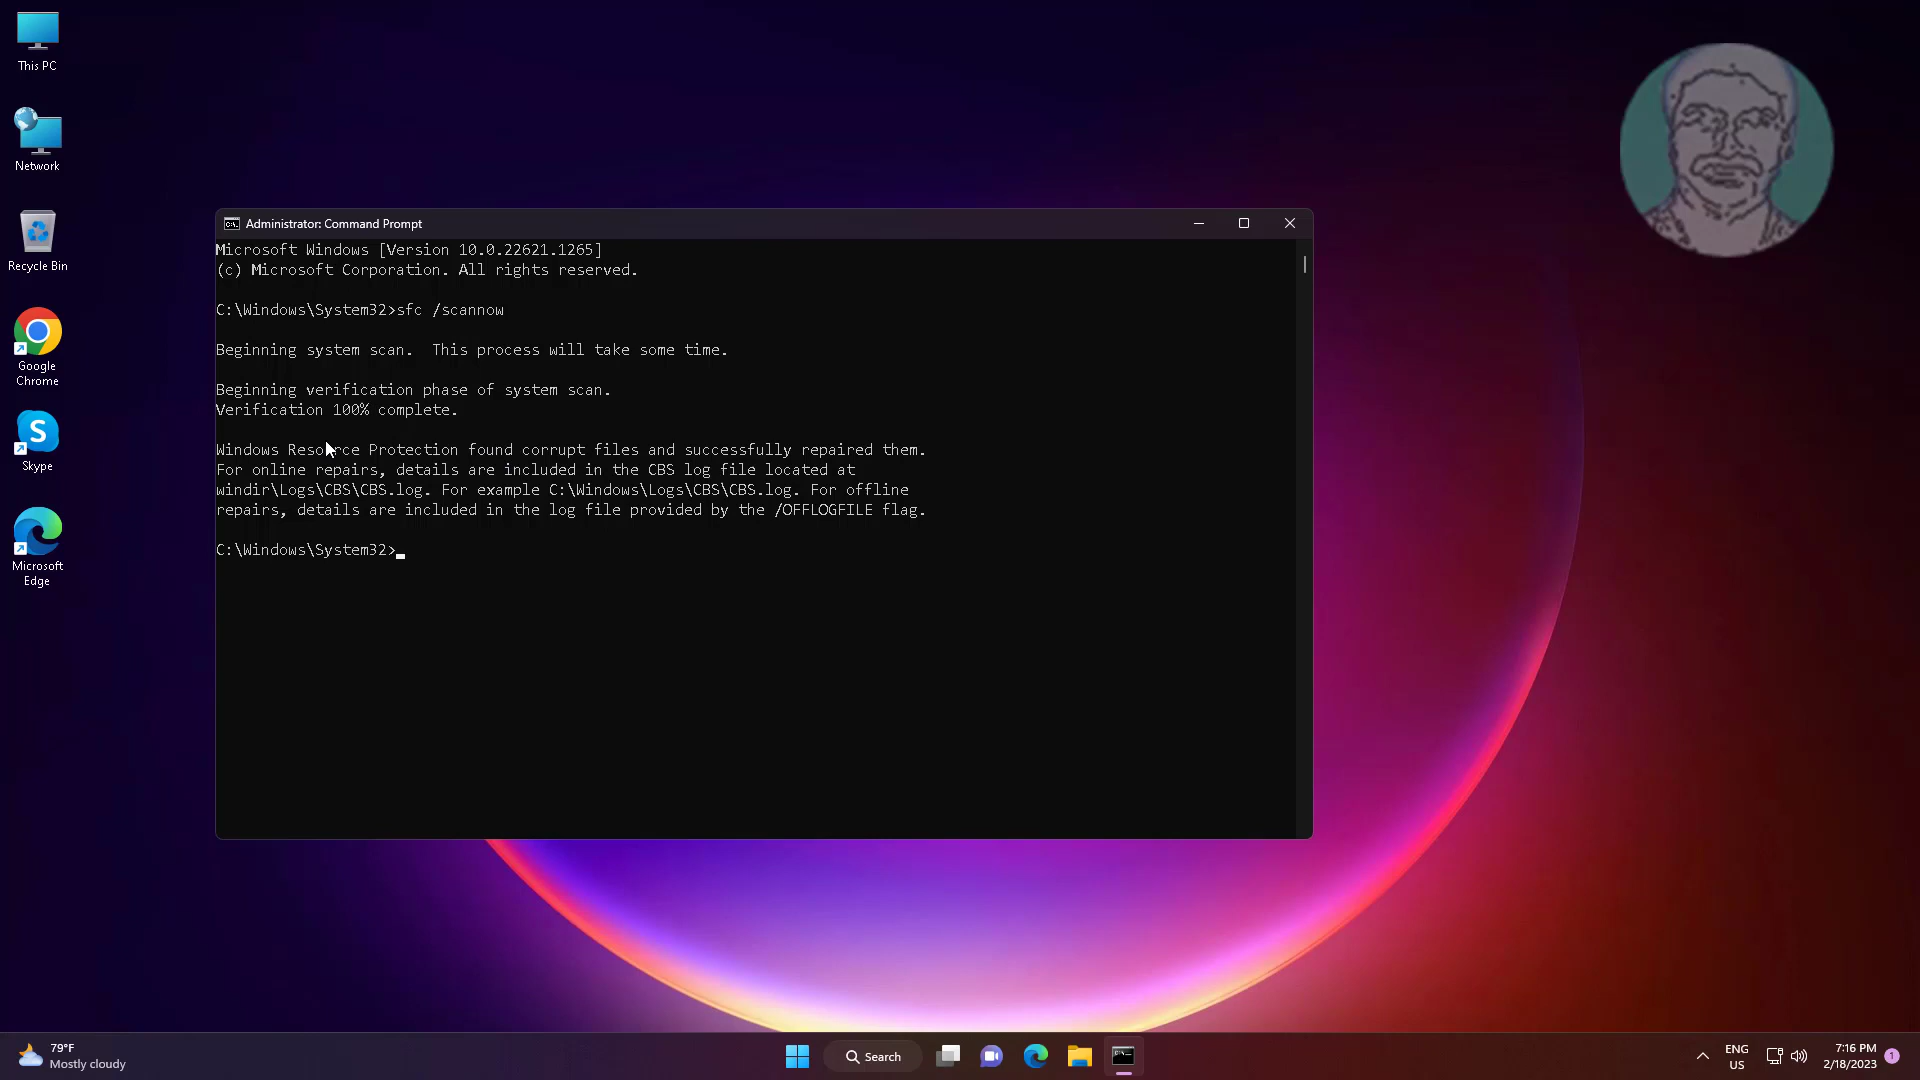 This PC
Network
Recycle Bin
Google
Chrome
Skype
Microsoft
Edge
Administrator: Command Prompt
Microsoft Windows [Version 10.0.22621.1265]
(c) Microsoft Corporation. All rights reserved.
C:\Windows\System32>sfc /scannow
Beginning system scan.  This process will take some time.
Beginning verification phase of system scan.
Verification 100% complete.
Windows Resource Protection found corrupt files and successfully repaired them.
For online repairs, details are included in the CBS log file located at
windir\Logs\CBS\CBS.log. For example C:\Windows\Logs\CBS\CBS.log. For offline
repairs, details are included in the log file provided by the /OFFLOGFILE flag.
C:\Windows\System32>
79°F
Mostly cloudy
Search
ENG
US
7:16 PM
2/18/2023
1